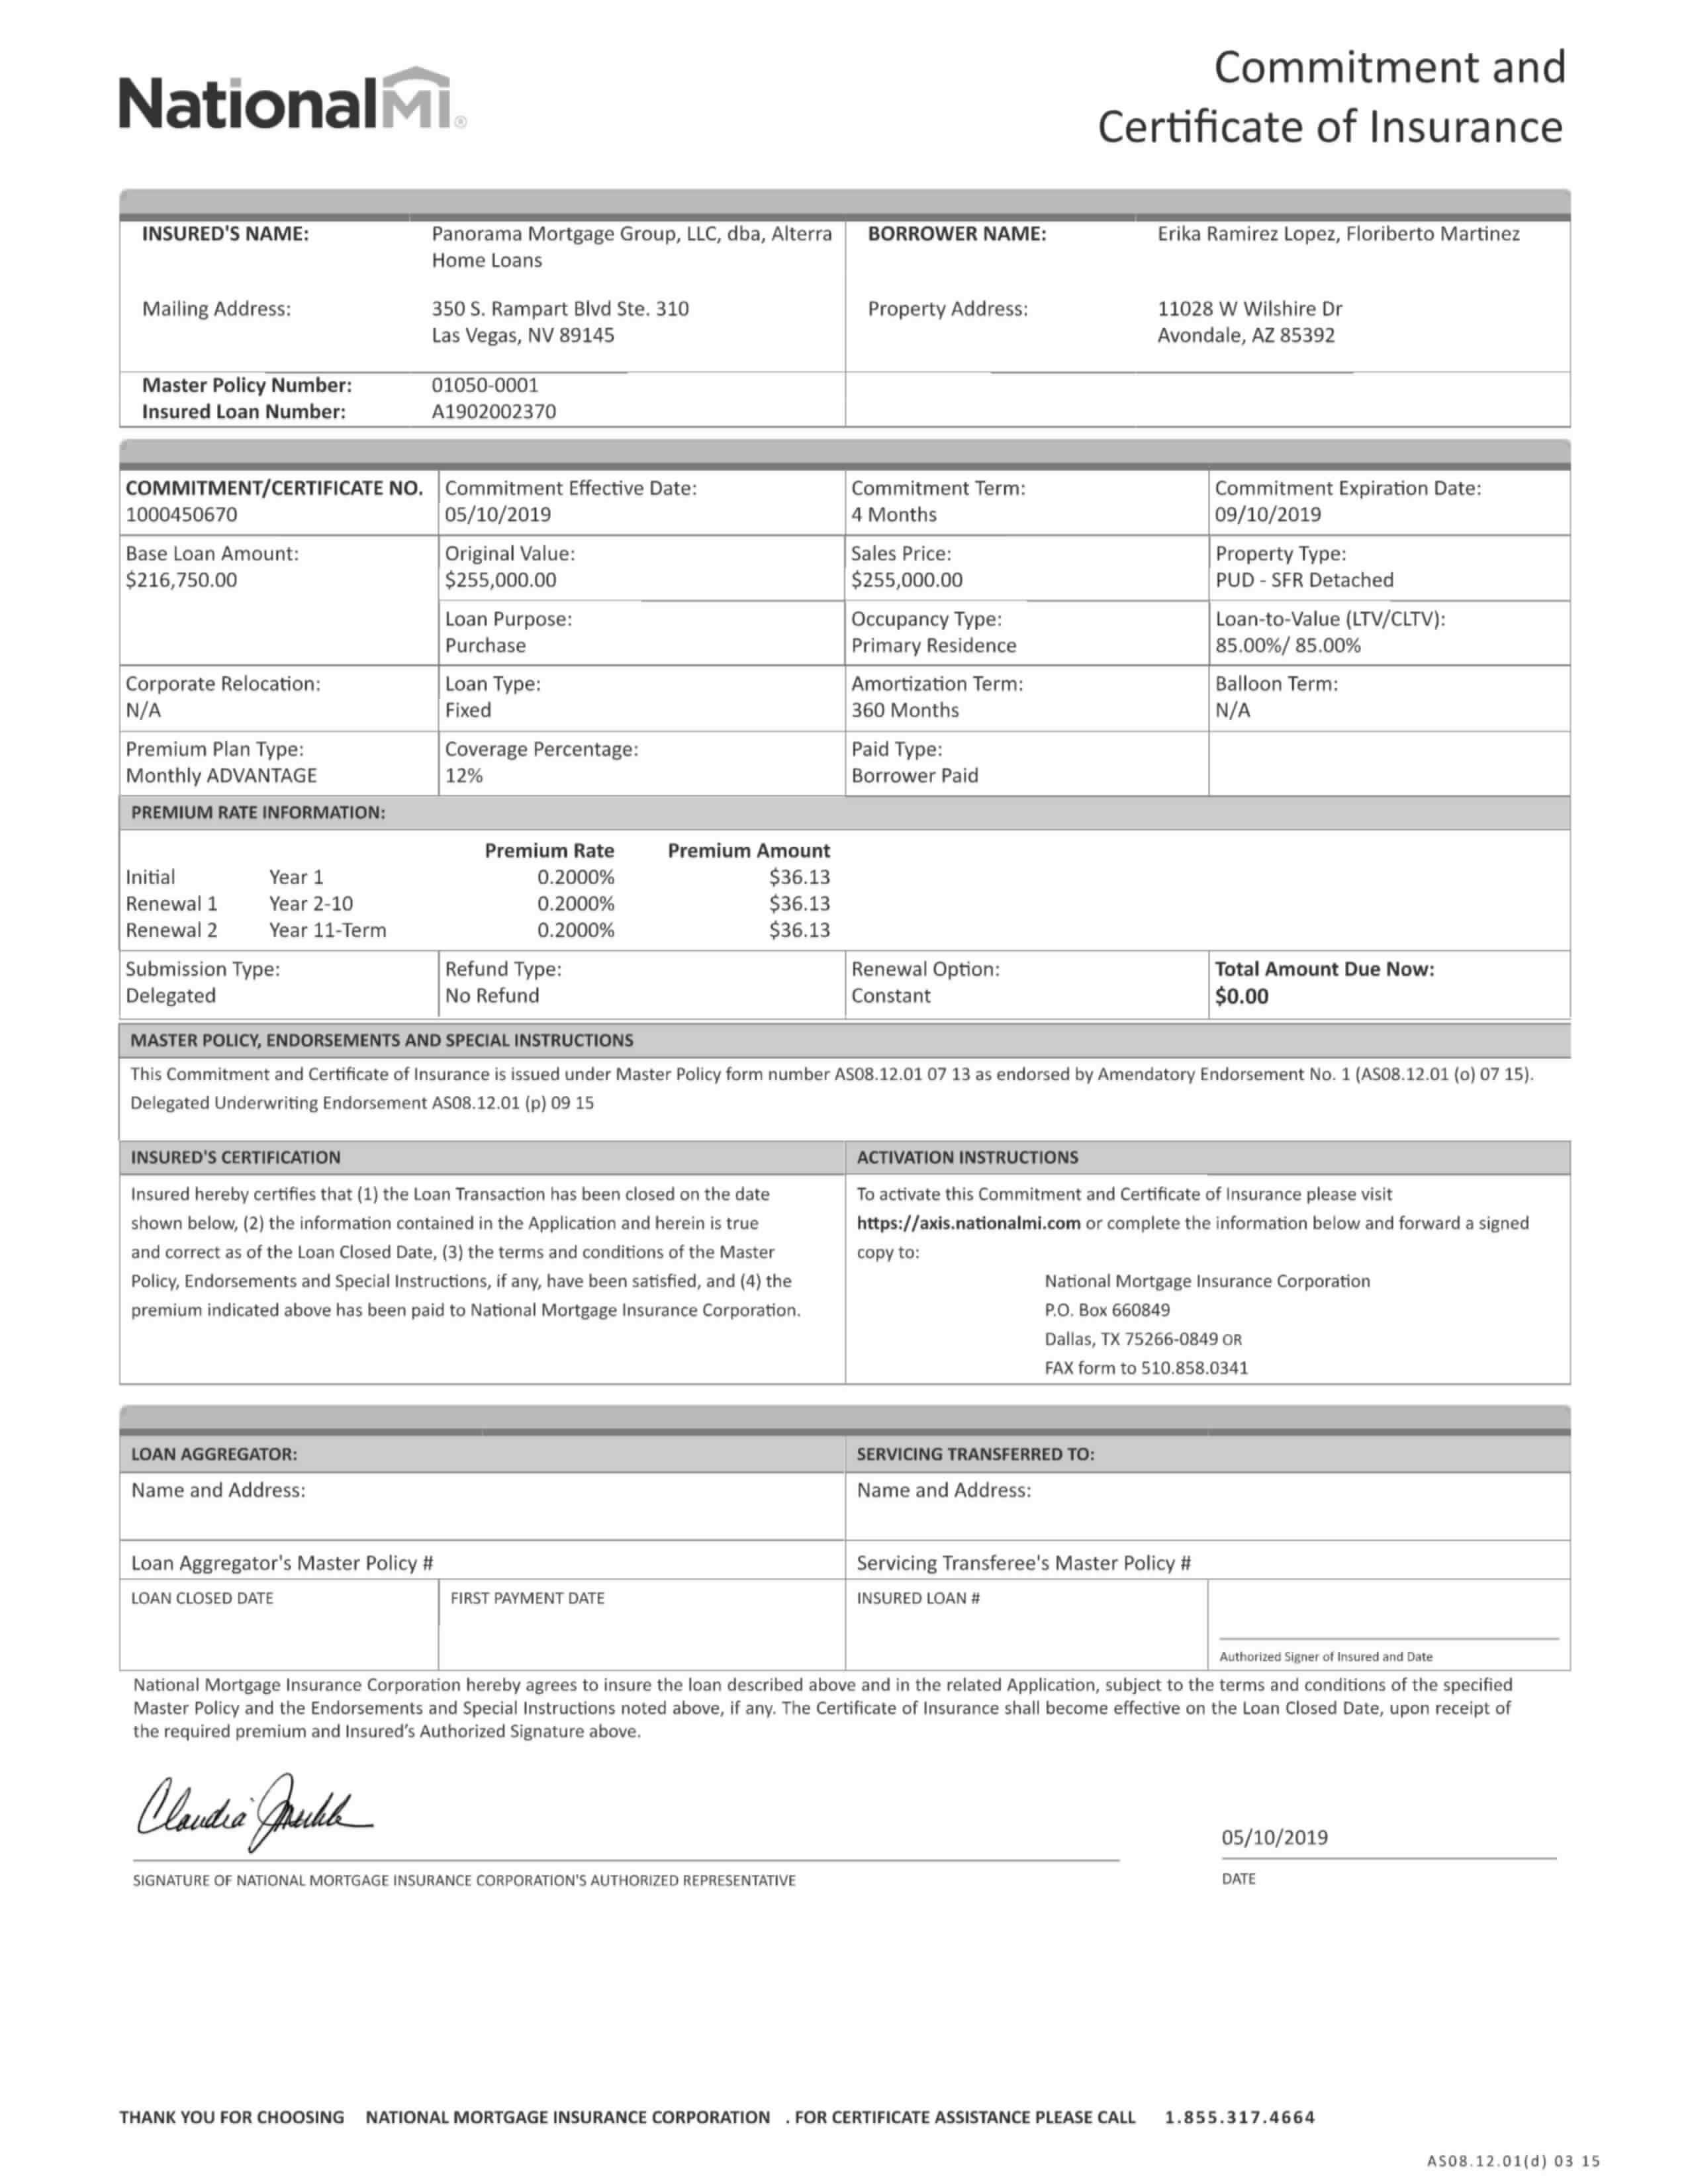 NationalMI®
Commitment and
Certificate of Insurance
INSURED'S NAME: Panorama Mortgage Group, LLC, dba, Alterra BORROWER NAME: Erika Ramirez Lopez, Floriberto Martinez
Home Loans
Mailing Address: 350 S. Rampart Blvd Ste. 310 Property Address: 11028 W Wilshire Dr
Las Vegas, NV 89145 Avondale, AZ 85392
Master Policy Number: 01050-0001
Insured Loan Number: A1902002370
COMMITMENT/CERTIFICATE NO. Commitment Effective Date: Commitment Term: Commitment Expiration Date:
1000450670 05/10/2019 4 Months 09/10/2019
Base Loan Amount: Original Value: Sales Price: Property Type:
$216,750.00 $255,000.00 $255,000.00 PUD - SFR Detached
Loan Purpose: Occupancy Type: Loan-to-Value (LTV/CLTV):
Purchase Primary Residence 85.00%/ 85.00%
Corporate Relocation: Loan Type: Amortization Term: Balloon Term:
N/A Fixed 360 Months N/A
Premium Plan Type: Coverage Percentage: Paid Type:
Monthly ADVANTAGE 12% Borrower Paid
PREMIUM RATE INFORMATION:
Premium Rate Premium Amount
Initial Year 1 0.2000% $36.13
Renewal 1 Year 2-10 0.2000% $36.13
Renewal 2 Year 11-Term 0.2000% $36.13
Submission Type: Refund Type: Renewal Option: Total Amount Due Now:
Delegated No Refund Constant $0.00
MASTER POLICY, ENDORSEMENTS AND SPECIAL INSTRUCTIONS
This Commitment and Certificate of Insurance is issued under Master Policy form number AS08.12.01 07 13 as endorsed by Amendatory Endorsement No. 1 (AS08.12.01 (o) 07 15).
Delegated Underwriting Endorsement AS08.12.01 (p) 09 15
INSURED'S CERTIFICATION
Insured hereby certifies that (1) the Loan Transaction has been closed on the date
shown below, (2) the information contained in the Application and herein is true
and correct as of the Loan Closed Date, (3) the terms and conditions of the Master
Policy, Endorsements and Special Instructions, if any, have been satisfied, and (4) the
premium indicated above has been paid to National Mortgage Insurance Corporation.
ACTIVATION INSTRUCTIONS
To activate this Commitment and Certificate of Insurance please visit
https://axis.nationalmi.com or complete the information below and forward a signed
copy to:
National Mortgage Insurance Corporation
P.O. Box 660849
Dallas, TX 75266-0849 OR
FAX form to 510.858.0341
LOAN AGGREGATOR: SERVICING TRANSFERRED TO:
Name and Address: Name and Address:
Loan Aggregator's Master Policy # Servicing Transferee's Master Policy #
LOAN CLOSED DATE FIRST PAYMENT DATE INSURED LOAN #
Authorized Signer of Insured and Date
National Mortgage Insurance Corporation hereby agrees to insure the loan described above and in the related Application, subject to the terms and conditions of the specified
Master Policy and the Endorsements and Special Instructions noted above, if any. The Certificate of Insurance shall become effective on the Loan Closed Date, upon receipt of
the required premium and Insured's Authorized Signature above.
Claudia
05/10/2019
SIGNATURE OF NATIONAL MORTGAGE INSURANCE CORPORATION'S AUTHORIZED REPRESENTATIVE DATE
THANK YOU FOR CHOOSING NATIONAL MORTGAGE INSURANCE CORPORATION . FOR CERTIFICATE ASSISTANCE PLEASE CALL 1.855.317.4664
AS08.12.01(d) 03 15